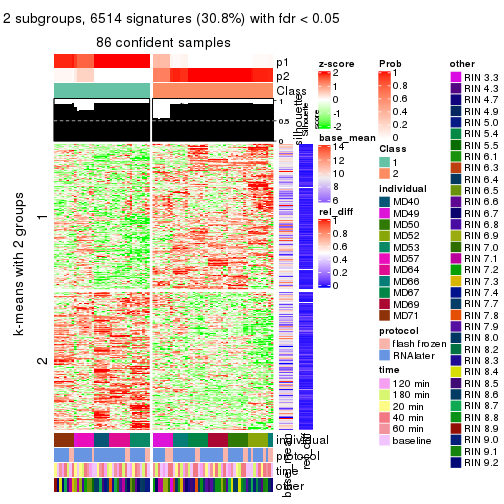 2 subgroups, 6514 signatures (30.8%) with fdr < 0.05
86 confident samples
p1
p2
Class
1
0.5
0
silhouette
silhouette
score
k-means with 2 groups
1
2
individual
protocol
time
other
base_mean
rel_diff
z-score
2
1
0
-1
-2
base_mean
14
12
10
8
6
rel_diff
1
0.8
0.6
0.4
0.2
0
Prob
1
0.8
0.6
0.4
0.2
0
Class
1
2
individual
MD40
MD49
MD50
MD52
MD53
MD57
MD64
MD66
MD67
MD69
MD71
protocol
flash frozen
RNAlater
time
120 min
180 min
20 min
40 min
60 min
baseline
other
RIN 3.3
RIN 4.3
RIN 4.7
RIN 4.9
RIN 5.0
RIN 5.4
RIN 5.5
RIN 6.1
RIN 6.3
RIN 6.4
RIN 6.5
RIN 6.6
RIN 6.7
RIN 6.8
RIN 6.9
RIN 7.0
RIN 7.1
RIN 7.2
RIN 7.3
RIN 7.4
RIN 7.7
RIN 7.8
RIN 7.9
RIN 8.0
RIN 8.2
RIN 8.3
RIN 8.4
RIN 8.5
RIN 8.6
RIN 8.7
RIN 8.8
RIN 8.9
RIN 9.0
RIN 9.1
RIN 9.2